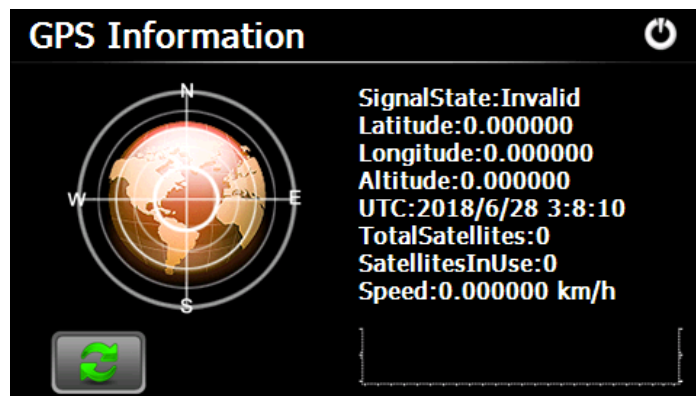 GPS Information
N
W
E
S
SignalState:Invalid
Latitude:0.000000
Longitude:0.000000
Altitude:0.000000
UTC:2018/6/28 3:8:10
TotalSatellites:0
SatellitesInUse:0
Speed:0.000000 km/h